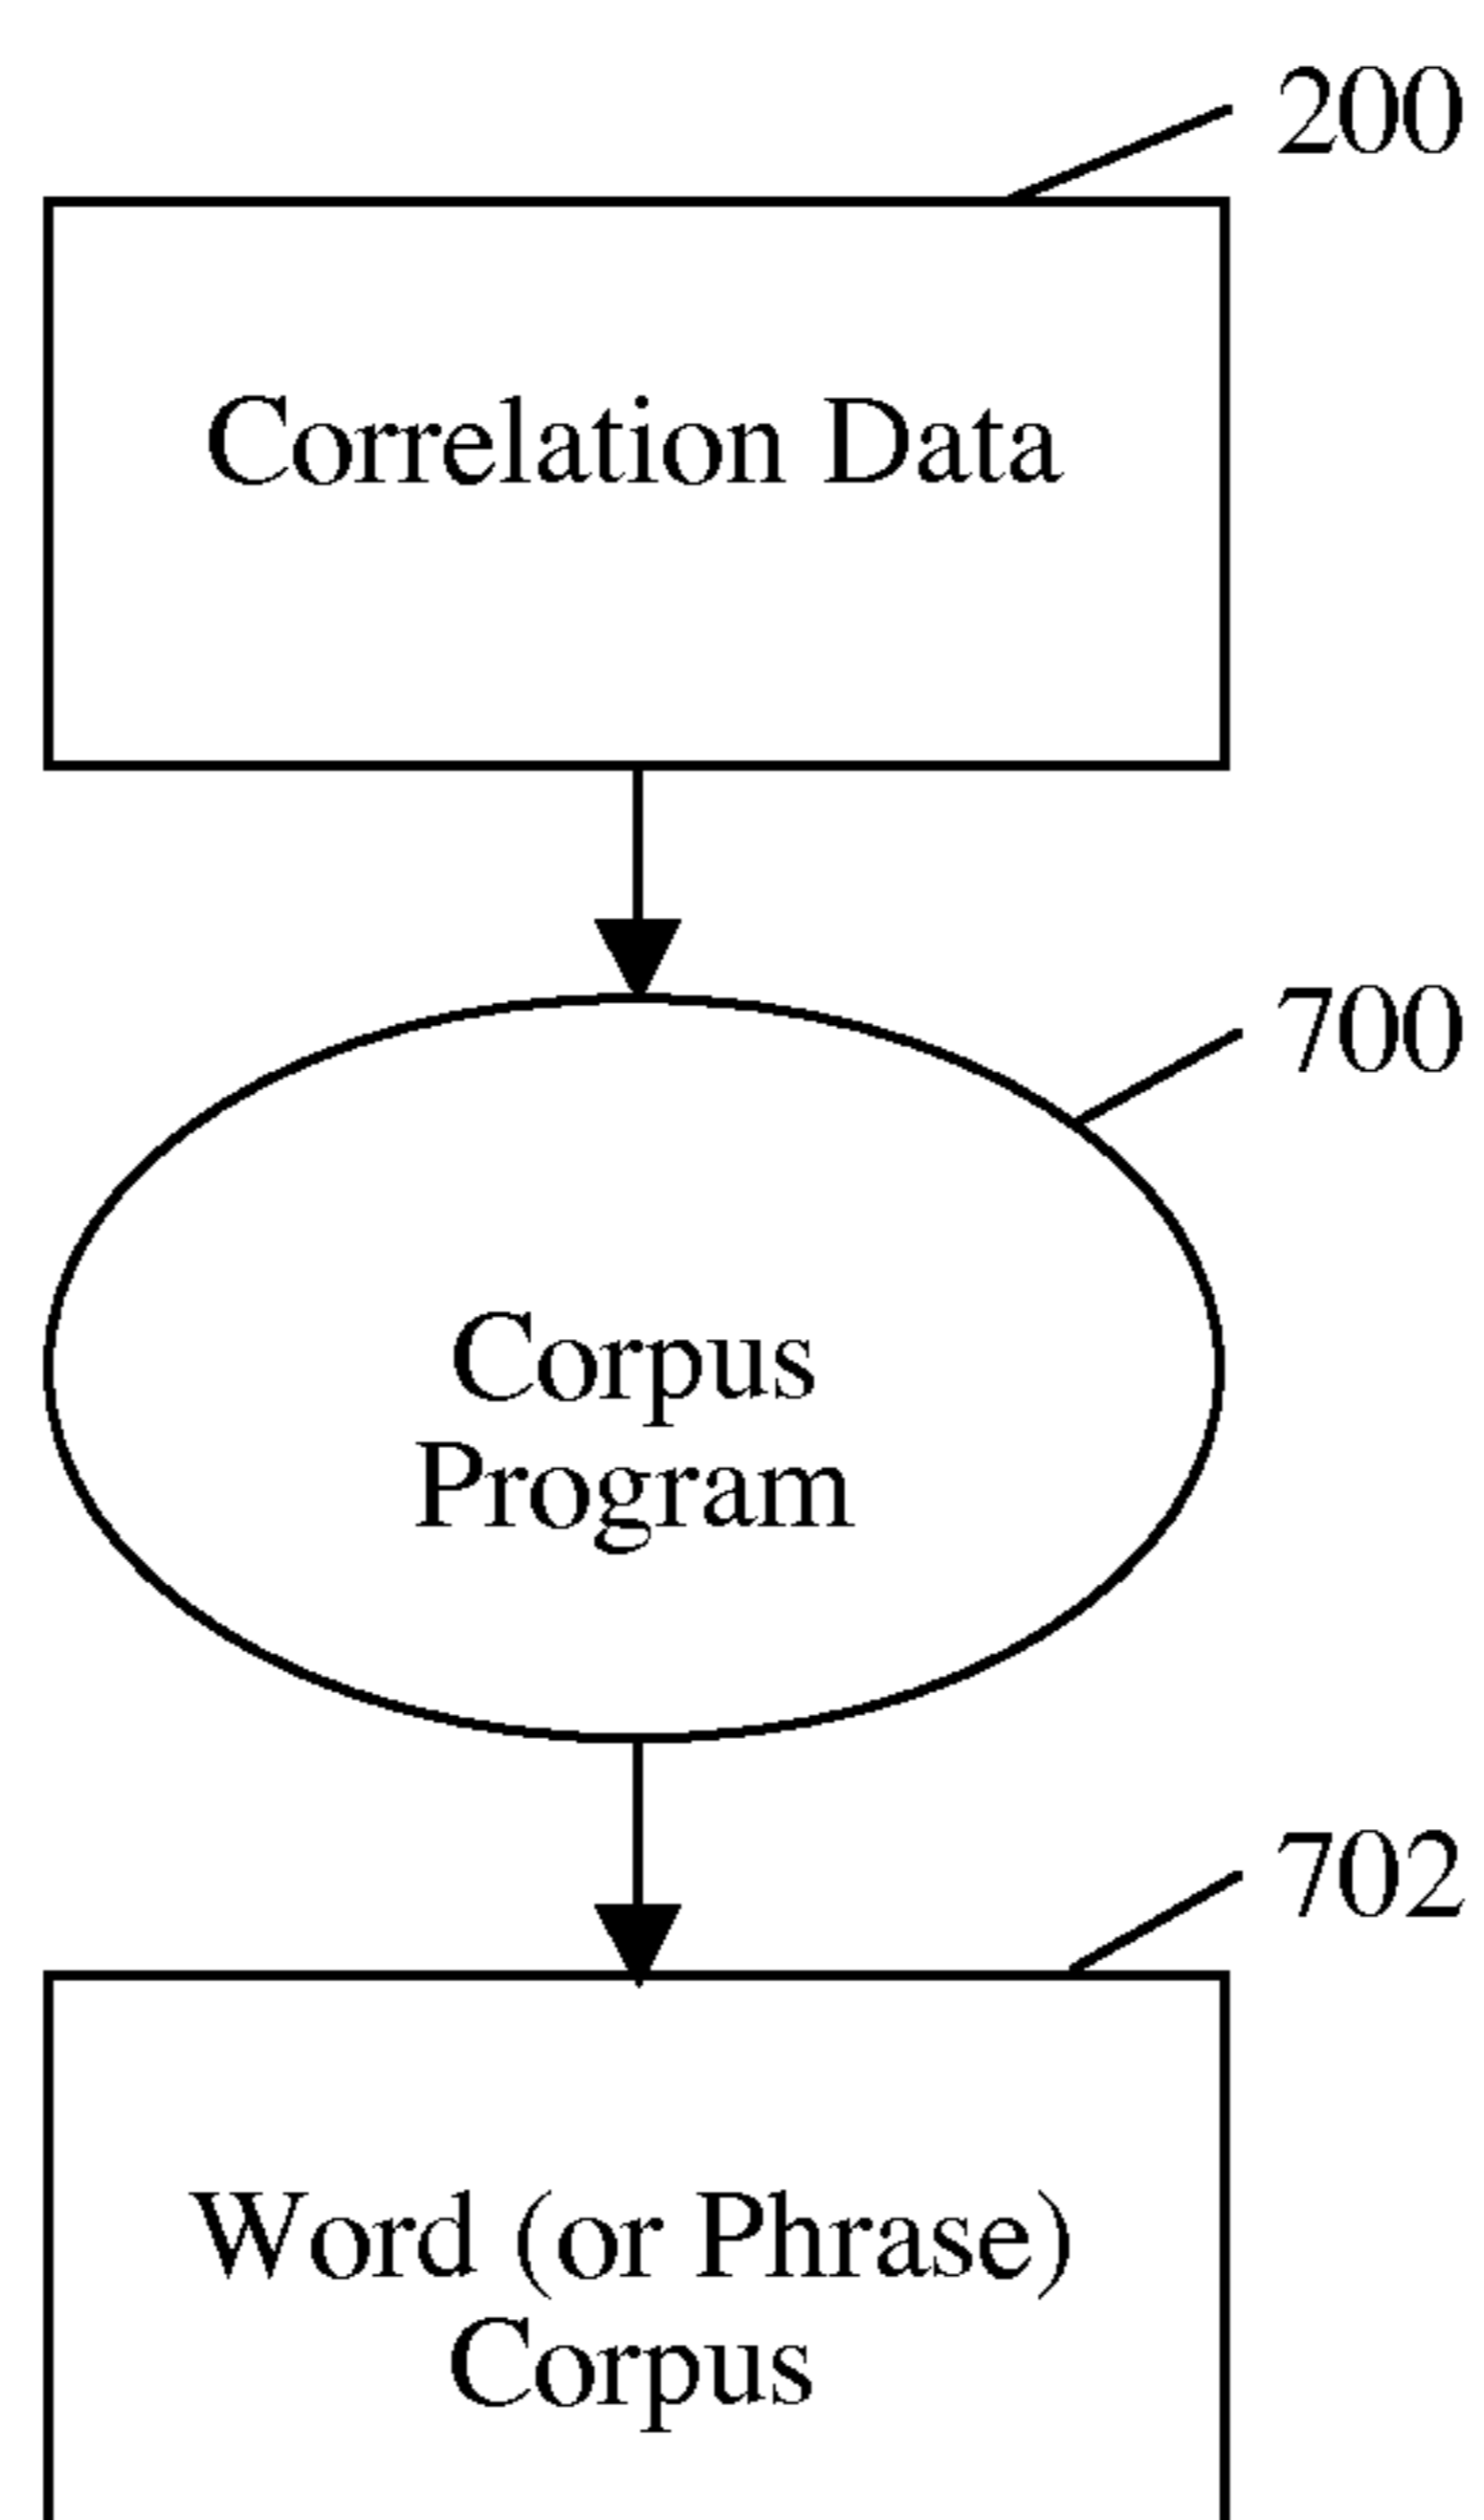 200
Correlation Data
700
Corpus
Program
702
Word (or Phrase)
Corpus